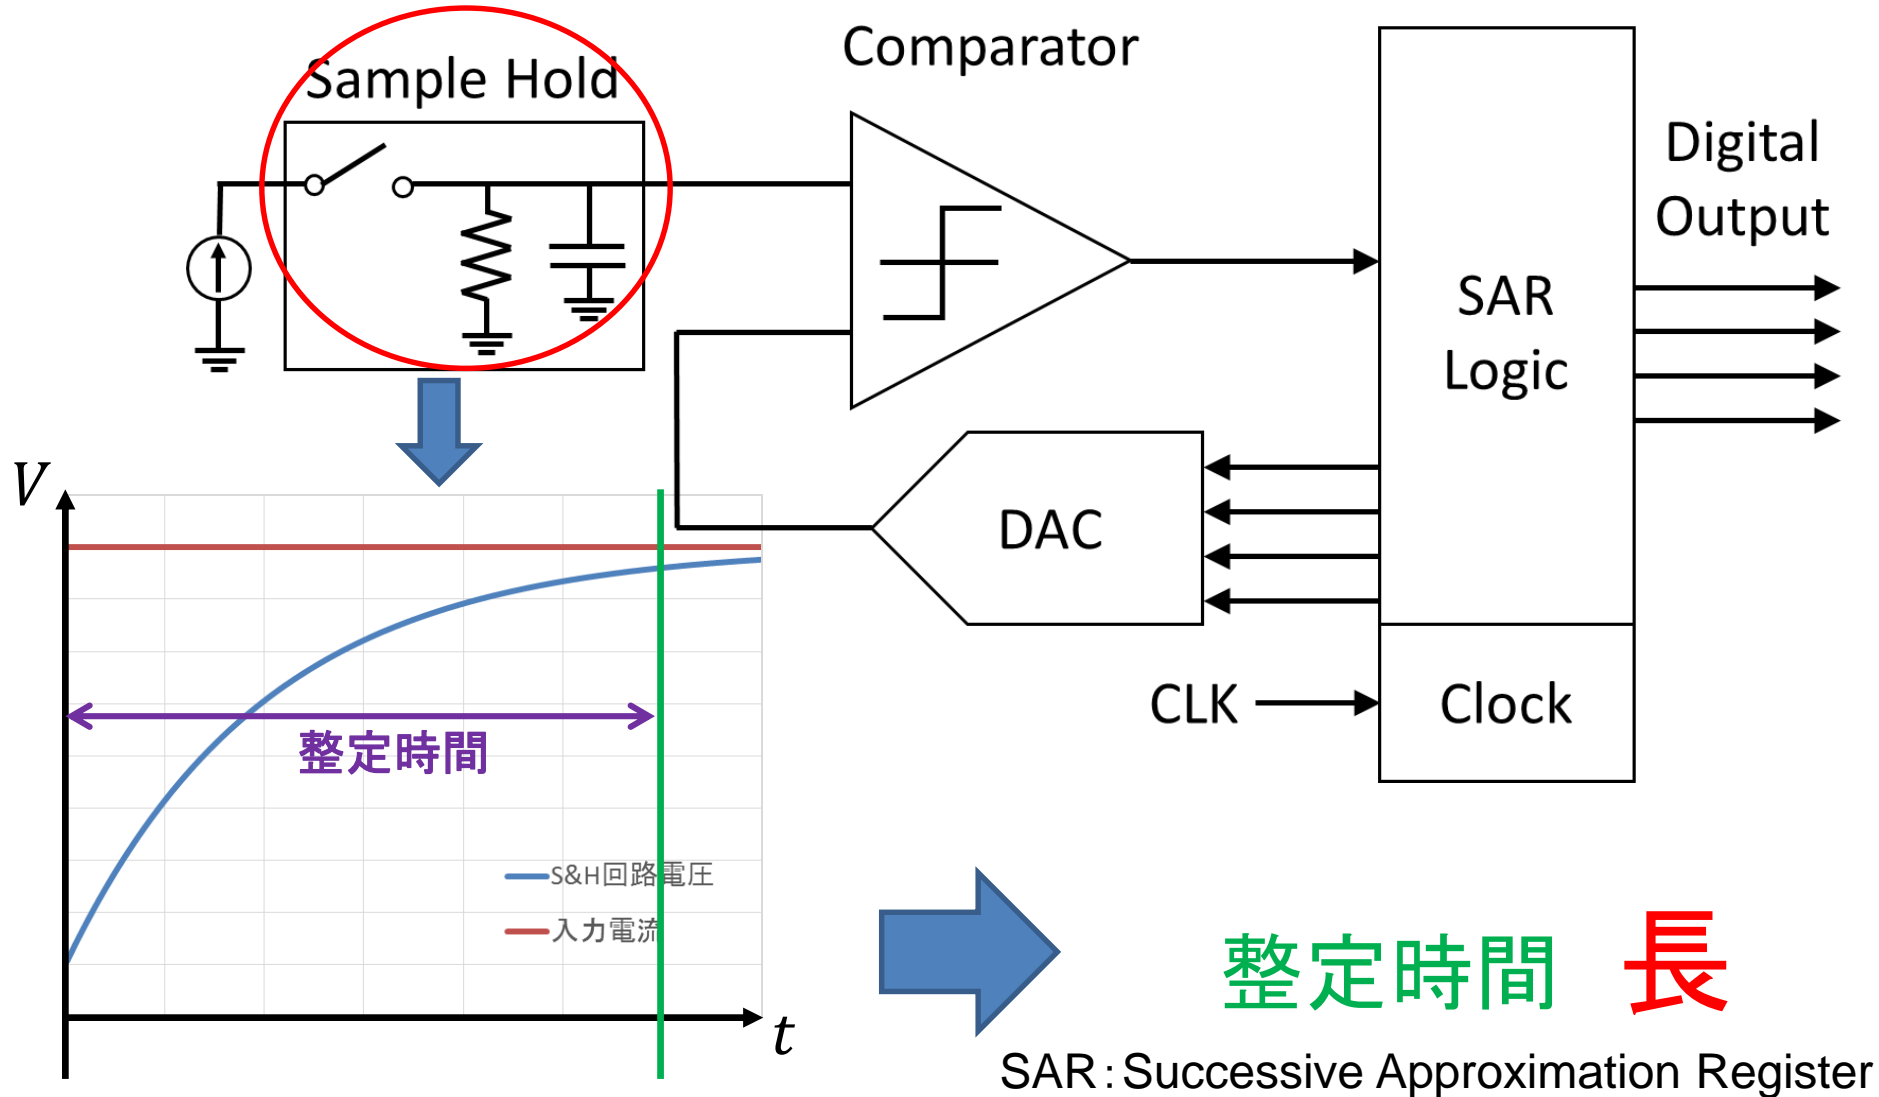 Sample Hold
Comparator
Digital
Output
SAR
Logic
DAC
CLK
Clock
V
整定時間
S&H回路電圧
入力電流
t
整定時間 長
SAR：Successive Approximation Register